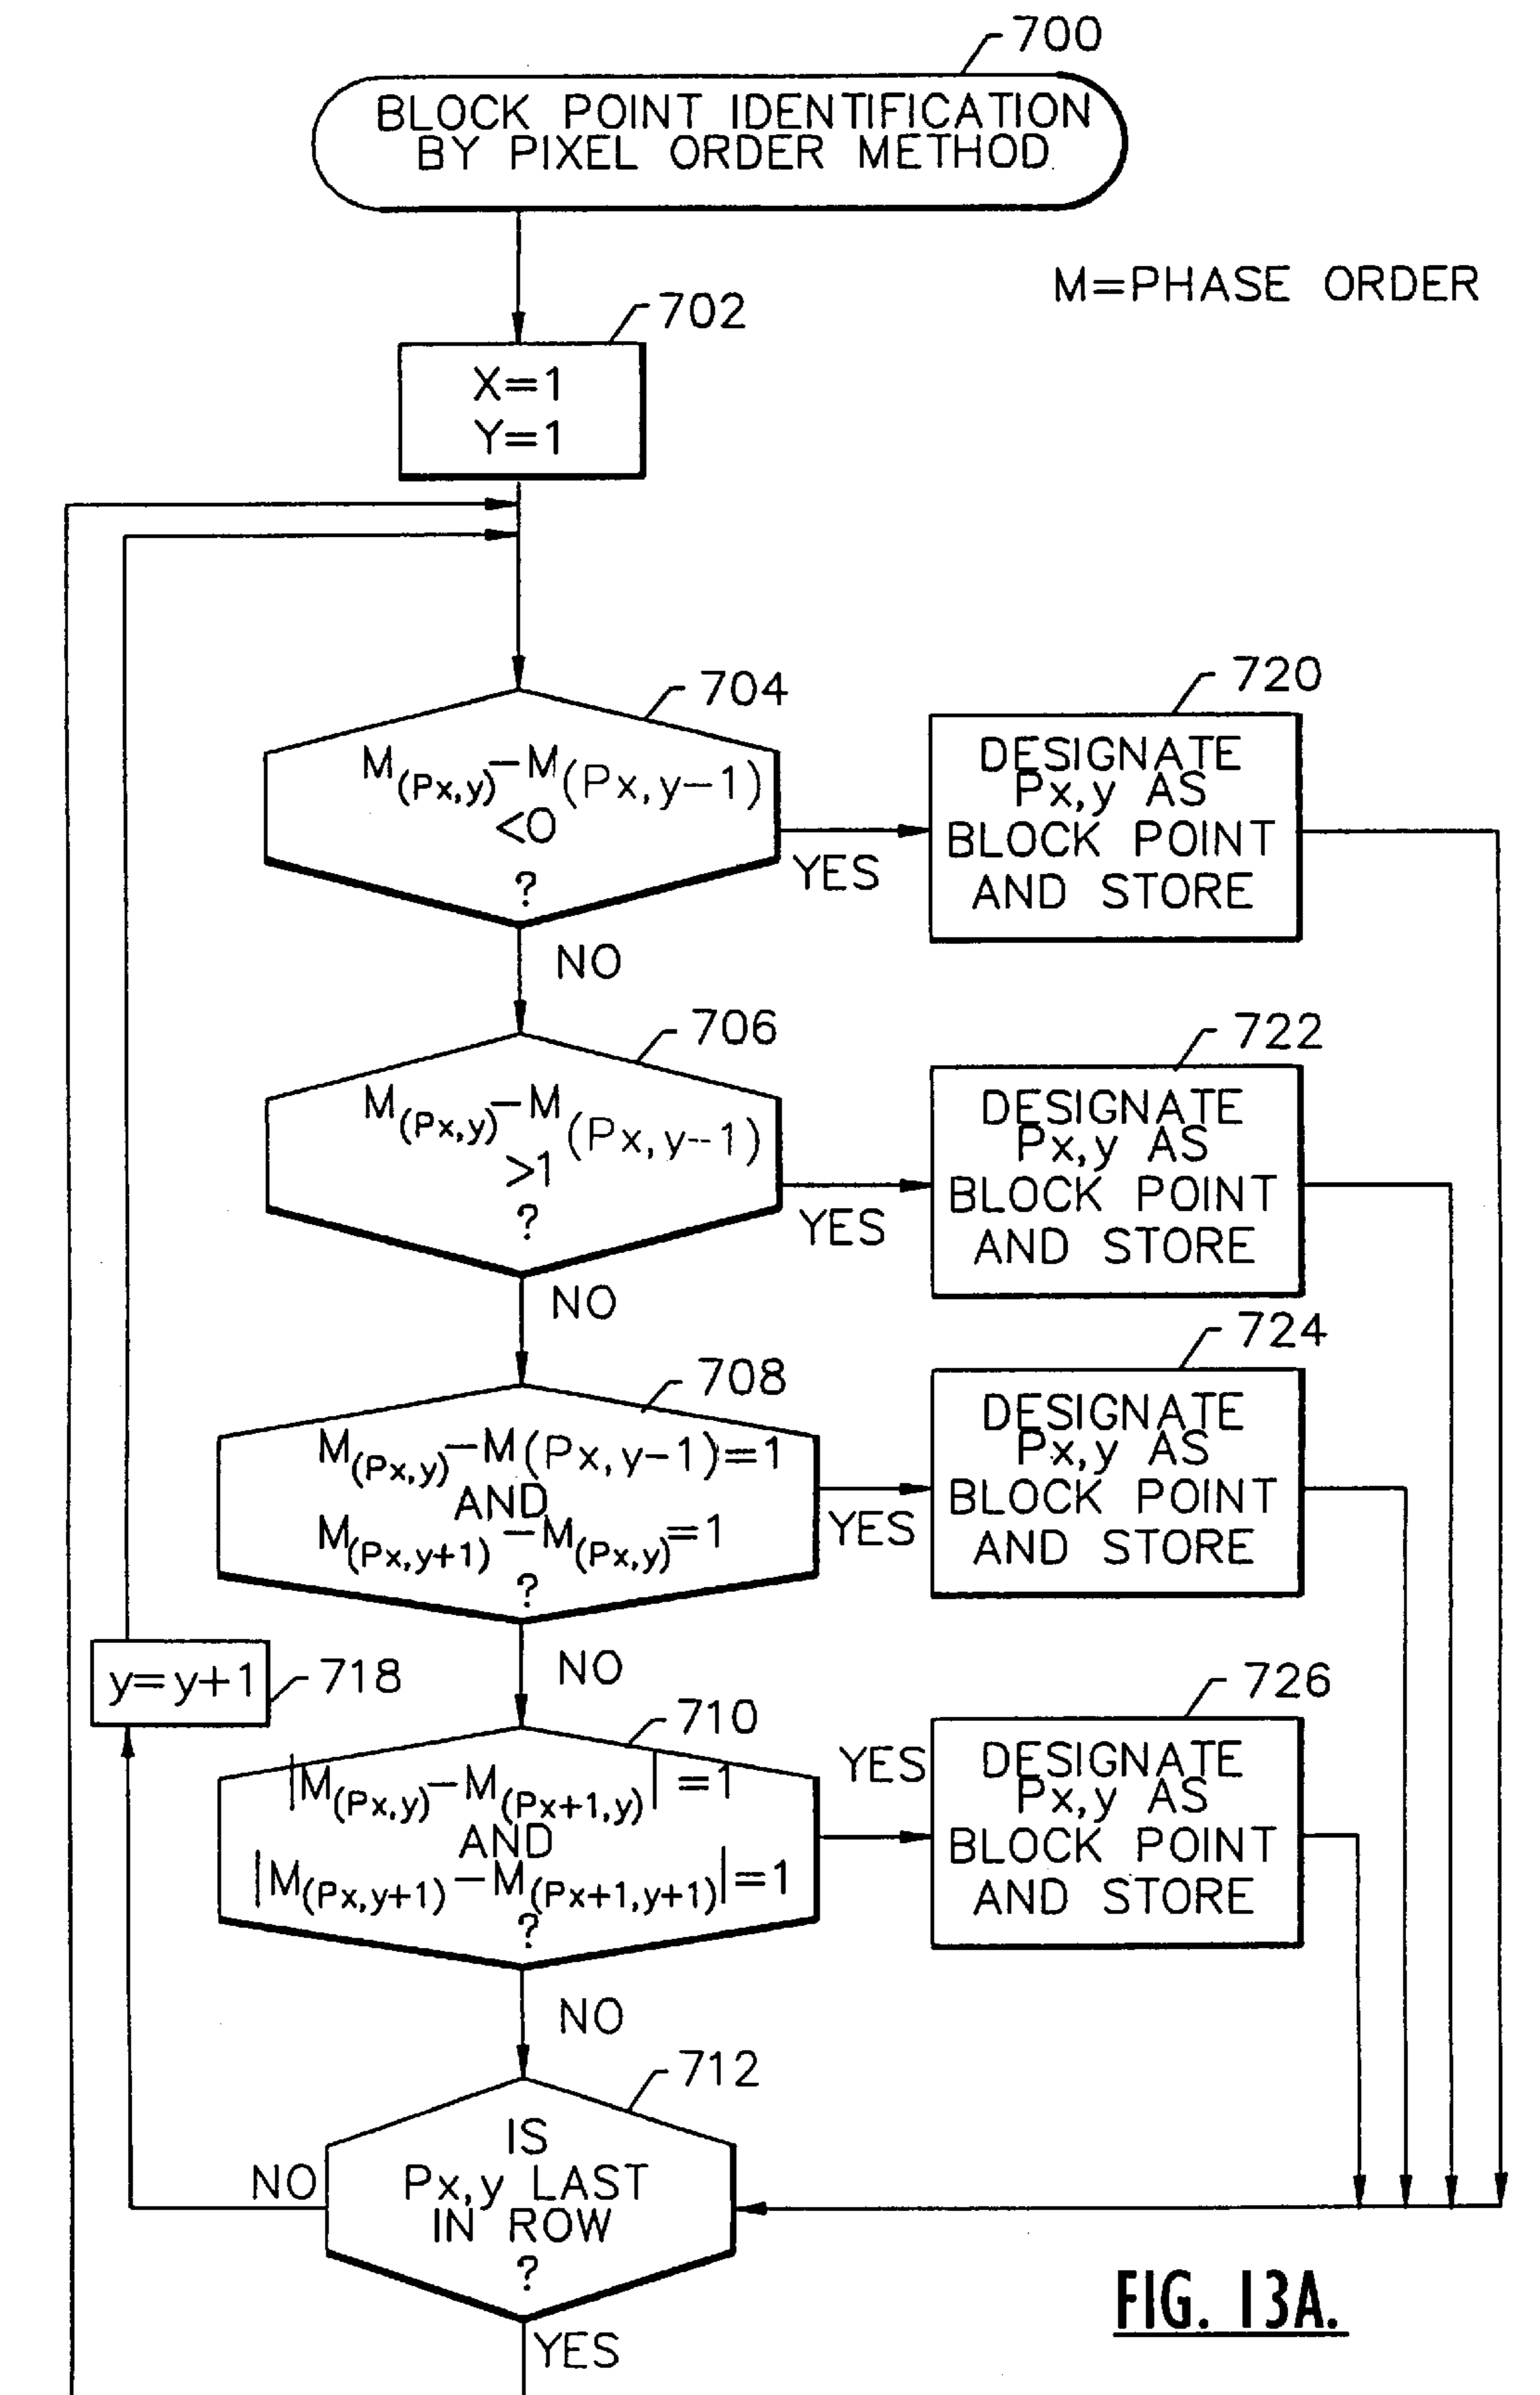 700
BLOCK POINT IDENTIFICATION
BY PIXEL ORDER METHOD
M=PHASE ORDER
702
X=1
Y=1
704
M(Px,y)-M(Px,y-1)
<0
?
YES
NO
720
DESIGNATE
Px,y AS
BLOCK POINT
AND STORE
706
M(Px,y)-M(Px,y-1)
>1
?
YES
NO
722
DESIGNATE
Px,y AS
BLOCK POINT
AND STORE
708
M(Px,y)-M(Px,y-1)=1
AND
M(Px,y+1)-M(Px,y)=1
?
YES
NO
724
DESIGNATE
Px,y AS
BLOCK POINT
AND STORE
y=y+1
718
710
|M(Px,y)-M(Px+1,y)|=1
AND
|M(Px,y+1)-M(Px+1,y+1)|=1
?
YES
NO
726
DESIGNATE
Px,y AS
BLOCK POINT
AND STORE
712
IS
Px,y LAST
IN ROW
?
NO
YES
FIG. 13A.